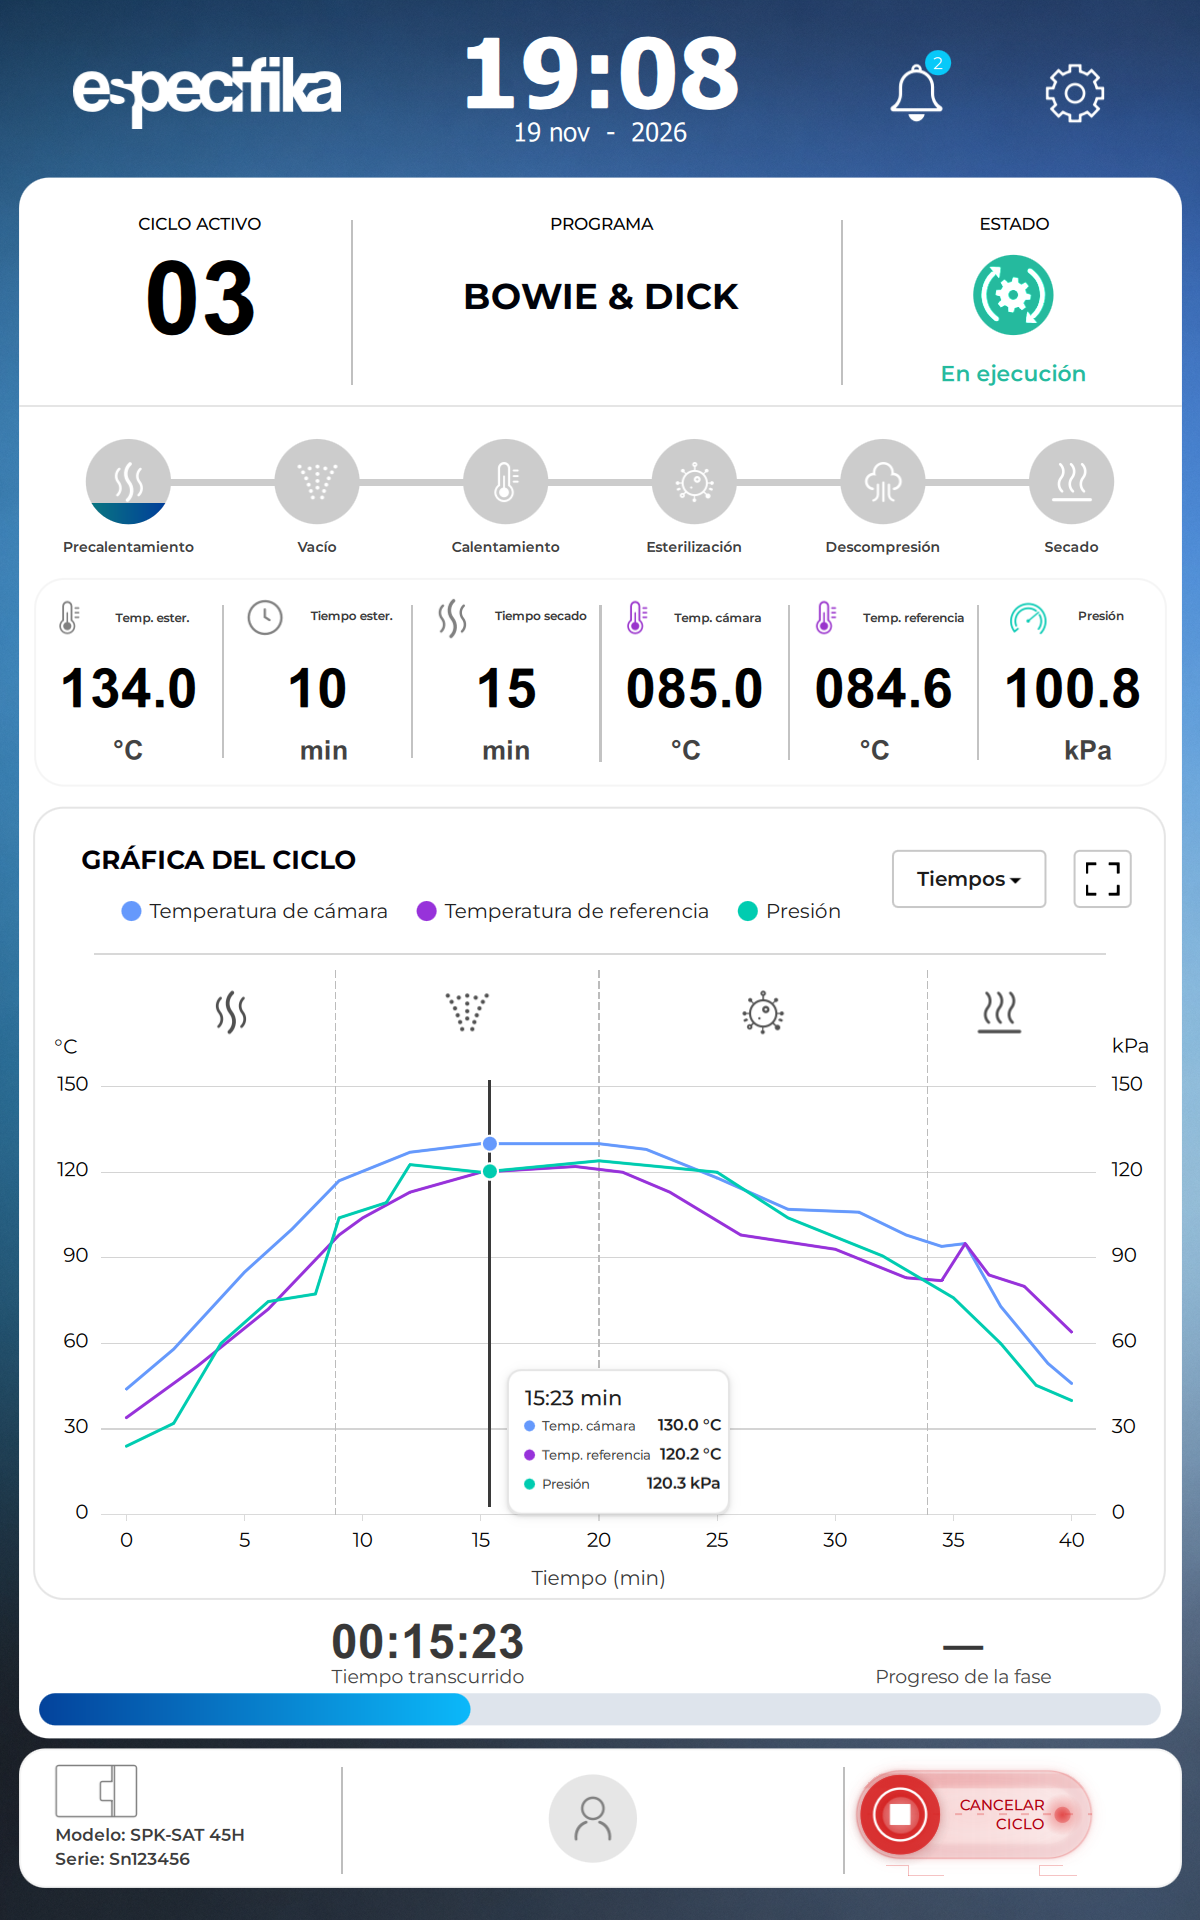 especifika
19:08
19 nov - 2026
2
CICLO ACTIVO
03
PROGRAMA
BOWIE & DICK
ESTADO
En ejecución
Precalentamiento
Vacío
Calentamiento
Esterilización
Descompresión
Secado
Temp. ester.
134.0
°C
Tiempo ester.
10
min
Tiempo secado
15
min
Temp. cámara
085.0
°C
Temp. referencia
084.6
°C
Presión
100.8
kPa
GRÁFICA DEL CICLO
Tiempos
Temperatura de cámara
Temperatura de referencia
Presión
°C
kPa
150
150
120
120
90
90
60
60
30
30
0
0
15:23 min
Temp. cámara 130.0 °C
Temp. referencia 120.2 °C
Presión 120.3 kPa
0 5 10 15 20 25 30 35 40
Tiempo (min)
00:15:23
Tiempo transcurrido
—
Progreso de la fase
Modelo: SPK-SAT 45H
Serie: Sn123456
CANCELAR
CICLO